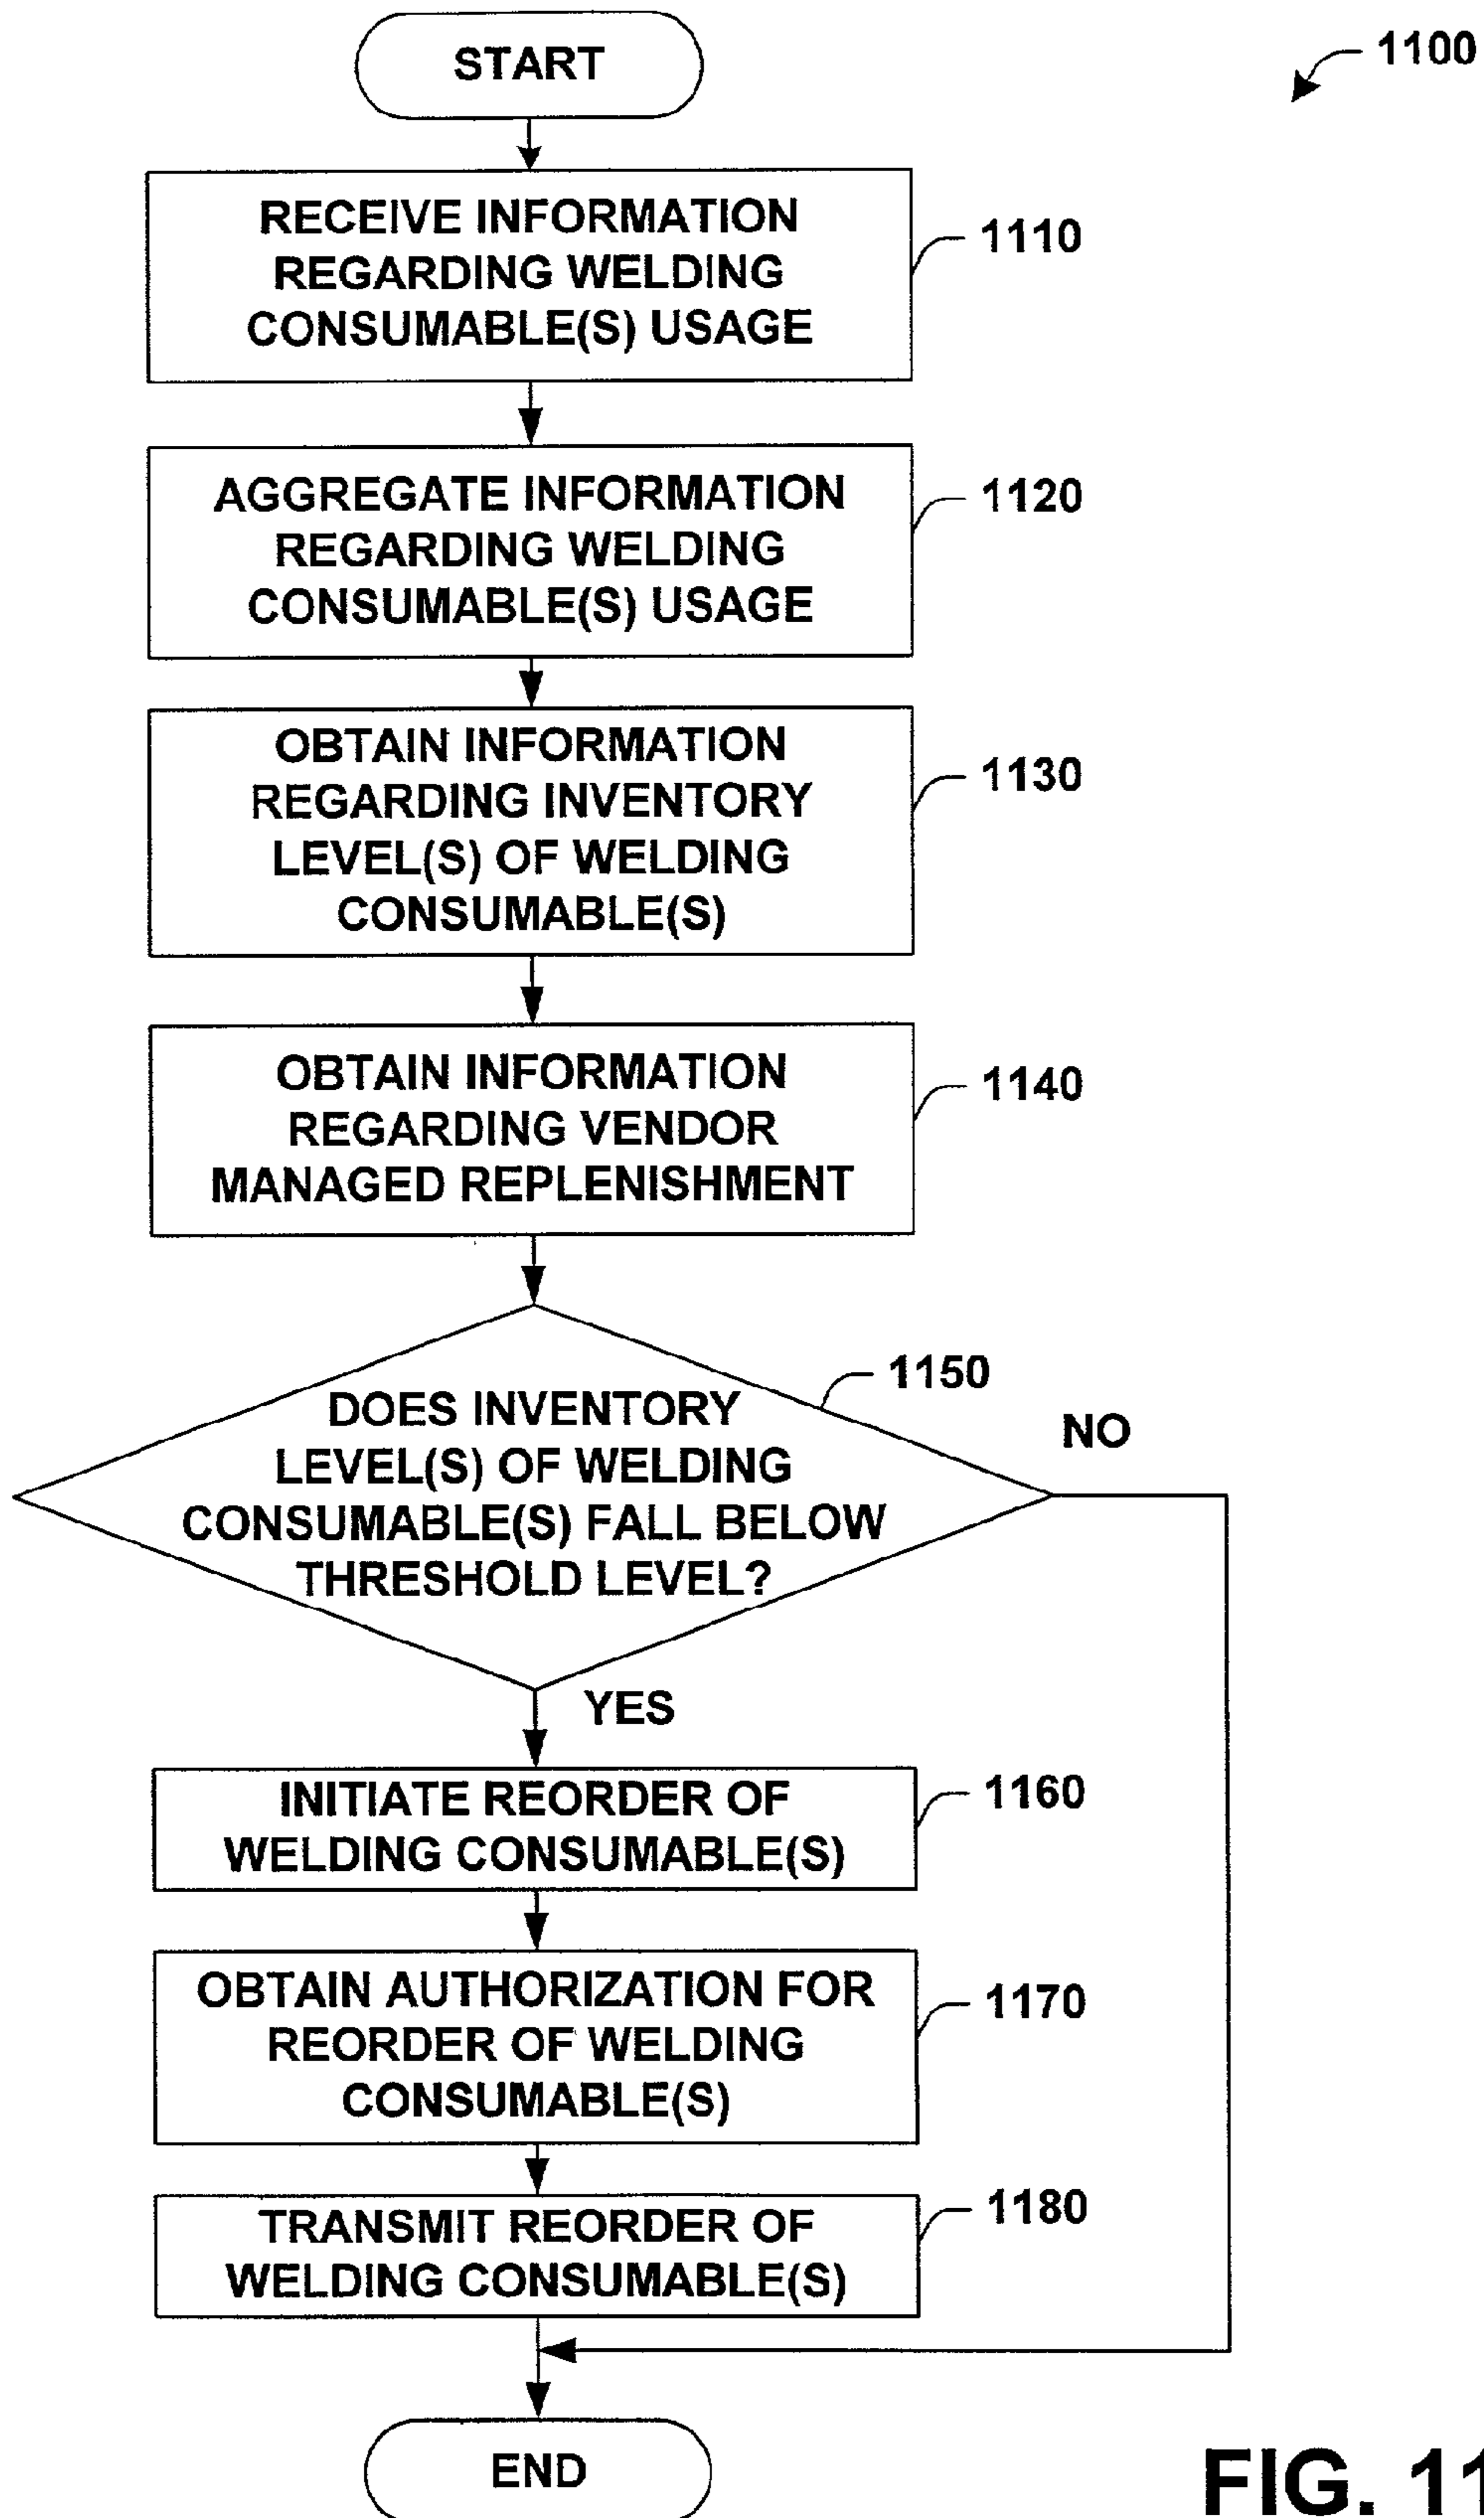 START
1100
RECEIVE INFORMATION
REGARDING WELDING
CONSUMABLE(S) USAGE
1110
AGGREGATE INFORMATION
REGARDING WELDING
CONSUMABLE(S) USAGE
1120
OBTAIN INFORMATION
REGARDING INVENTORY
LEVEL(S) OF WELDING
CONSUMABLE(S)
1130
OBTAIN INFORMATION
REGARDING VENDOR
MANAGED REPLENISHMENT
1140
DOES INVENTORY
LEVEL(S) OF WELDING
CONSUMABLE(S) FALL BELOW
THRESHOLD LEVEL?
1150
NO
YES
INITIATE REORDER OF
WELDING CONSUMABLE(S)
1160
OBTAIN AUTHORIZATION FOR
REORDER OF WELDING
CONSUMABLE(S)
1170
TRANSMIT REORDER OF
WELDING CONSUMABLE(S)
1180
END
FIG. 11